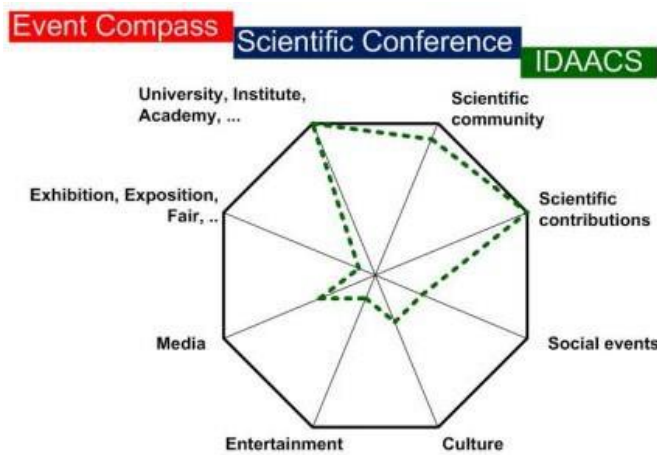 Event Compass
Scientific Conference
IDAACS
University, Institute,
Academy, ...
Scientific
community
Exhibition, Exposition,
Fair, ..
Scientific
contributions
Media
Social events
Entertainment
Culture